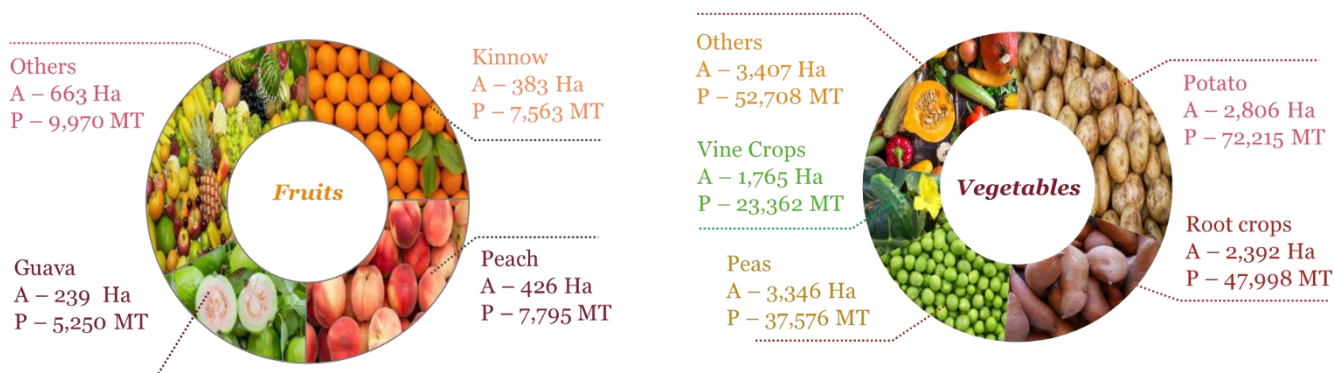 Others
A – 663 Ha
P – 9,970 MT
Kinnow
A – 383 Ha
P – 7,563 MT
Fruits
Guava
A – 239 Ha
P – 5,250 MT
Peach
A – 426 Ha
P – 7,795 MT
Others
A – 3,407 Ha
P – 52,708 MT
Potato
A – 2,806 Ha
P – 72,215 MT
Vine Crops
A – 1,765 Ha
P – 23,362 MT
Vegetables
Root crops
A – 2,392 Ha
P – 47,998 MT
Peas
A – 3,346 Ha
P – 37,576 MT